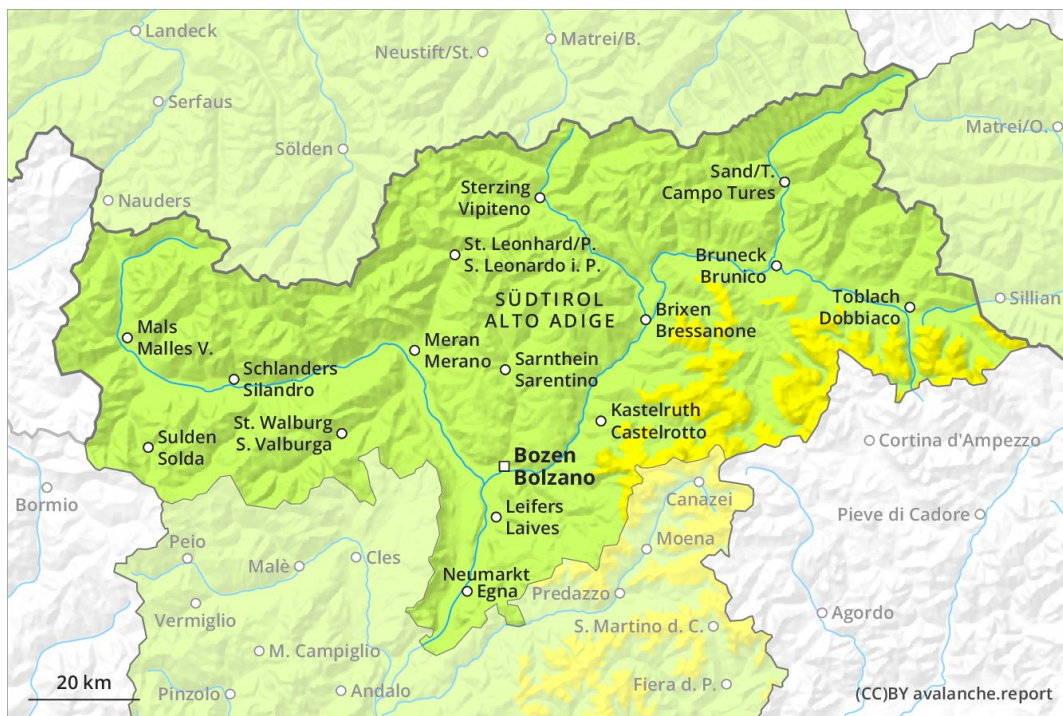 Landeck
Matrei/B.
Neustift/St.
Serfaus
Matrei/O.
Sölden
Sand/T.
Campo Tures
Sterzing
Vipiteno
Nauders
St. Leonhard/P.
S. Leonardo i. P.
Bruneck
Brunico
SÜDTIROL
ALTO ADIGE
Toblach
Dobbiaco
Sillian
Brixen
Bressanone
Mals
Malles V.
Meran
Merano
Sarnthein
Sarentino
Schlanders
Silandro
Kastelruth
Castelrotto
St. Walburg
S. Valburga
Sulden
Solda
Cortina d'Ampezzo
Bozen
Bolzano
Bormio
Canazei
Leifers
Laives
Pieve di Cadore
Moena
Peio
Cles
Malè
Neumarkt
Egna
Predazzo
Vermiglio
Agordo
S. Martino d. C.
M. Campiglio
20 km
Pinzolo
Andalo
Fiera d. P.
(CC)BY avalanche.report